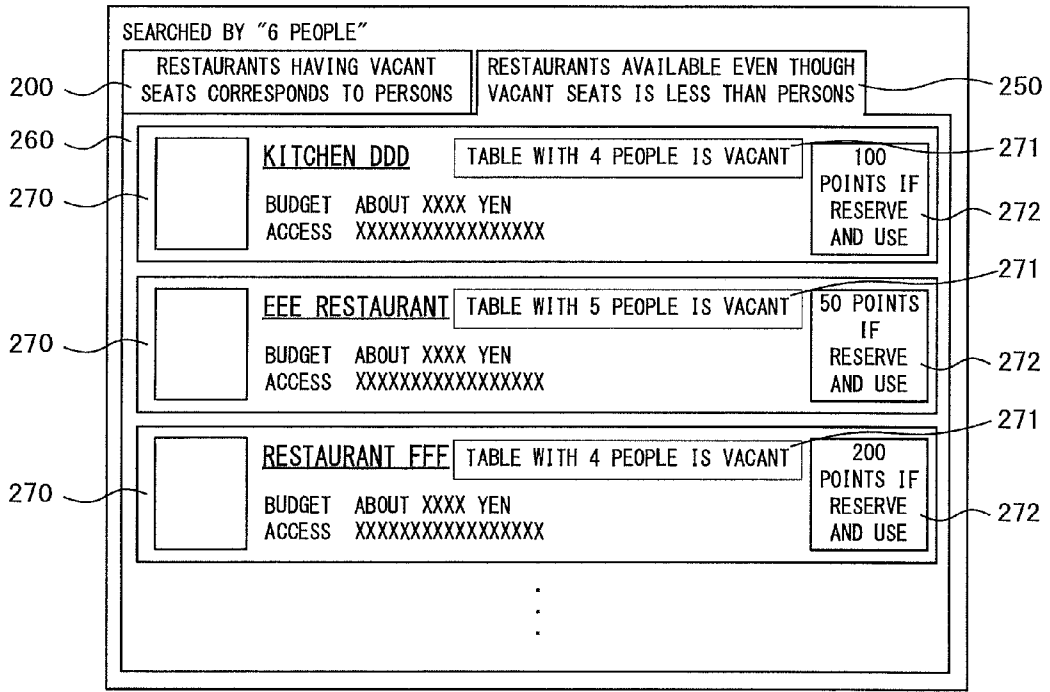 SEARCHED BY "6 PEOPLE"
RESTAURANTS HAVING VACANT
SEATS CORRESPONDS TO PERSONS
RESTAURANTS AVAILABLE EVEN THOUGH
VACANT SEATS IS LESS THAN PERSONS
200
250
260
270
KITCHEN DDD
TABLE WITH 4 PEOPLE IS VACANT
BUDGET ABOUT XXXX YEN
ACCESS XXXXXXXXXXXXXXXXX
100
POINTS IF
RESERVE
AND USE
271
272
270
EEE RESTAURANT
TABLE WITH 5 PEOPLE IS VACANT
BUDGET ABOUT XXXX YEN
ACCESS XXXXXXXXXXXXXXXXX
50 POINTS
IF
RESERVE
AND USE
271
272
270
RESTAURANT FFF
TABLE WITH 4 PEOPLE IS VACANT
BUDGET ABOUT XXXX YEN
ACCESS XXXXXXXXXXXXXXXXX
200
POINTS IF
RESERVE
AND USE
271
272